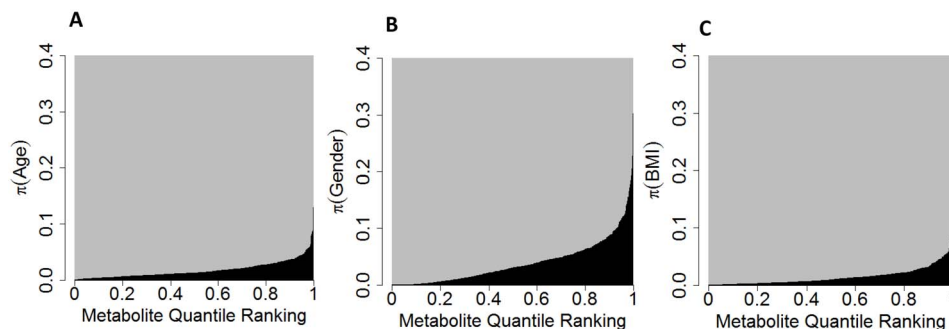 A
π(Age)
0.0 0.1 0.2 0.3 0.4
0 0.2 0.4 0.6 0.8 1
Metabolite Quantile Ranking
B
π(Gender)
0.0 0.1 0.2 0.3 0.4
0 0.2 0.4 0.6 0.8 1
Metabolite Quantile Ranking
C
π(BMI)
0.0 0.1 0.2 0.3 0.4
0 0.2 0.4 0.6 0.8
Metabolite Quantile Ranking